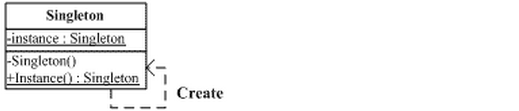 Singleton
-instance : Singleton
-Singleton()
+Instance() : Singleton
Create